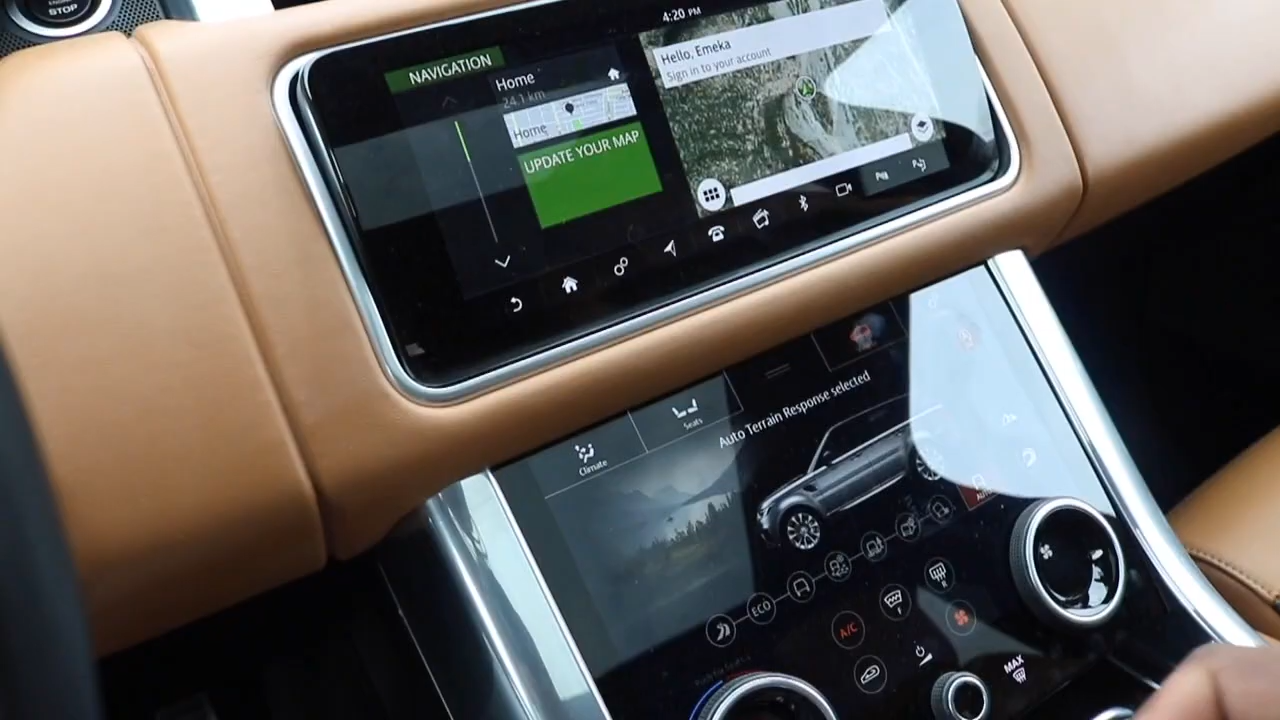 STOP
4:20 PM
NAVIGATION
Home
24.1 km
Home
UPDATE YOUR MAP
Hello, Emeka
Sign in to your account
Climate
Seats
Auto Terrain Response selected
AUTO
ECO
A/C
R
MAX